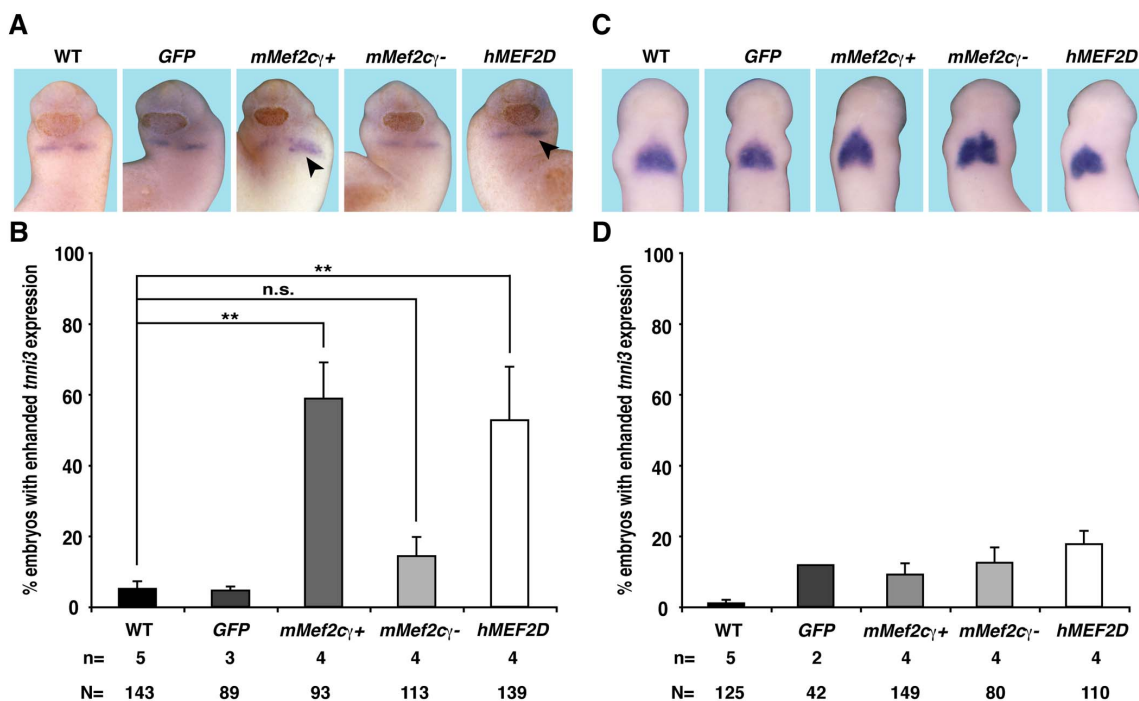 A
WT GFP mMef2cγ+ mMef2cγ- hMEF2D
B
% embryos with enhanded tnni3 expression
100
80
60
40
20
0
**
n.s.
**
WT GFP mMef2cγ+ mMef2cγ- hMEF2D
n= 5 3 4 4 4
N= 143 89 93 113 139
C
WT GFP mMef2cγ+ mMef2cγ- hMEF2D
D
% embryos with enhanded tnni3 expression
100
80
60
40
20
0
WT GFP mMef2cγ+ mMef2cγ- hMEF2D
n= 5 2 4 4 4
N= 125 42 149 80 110